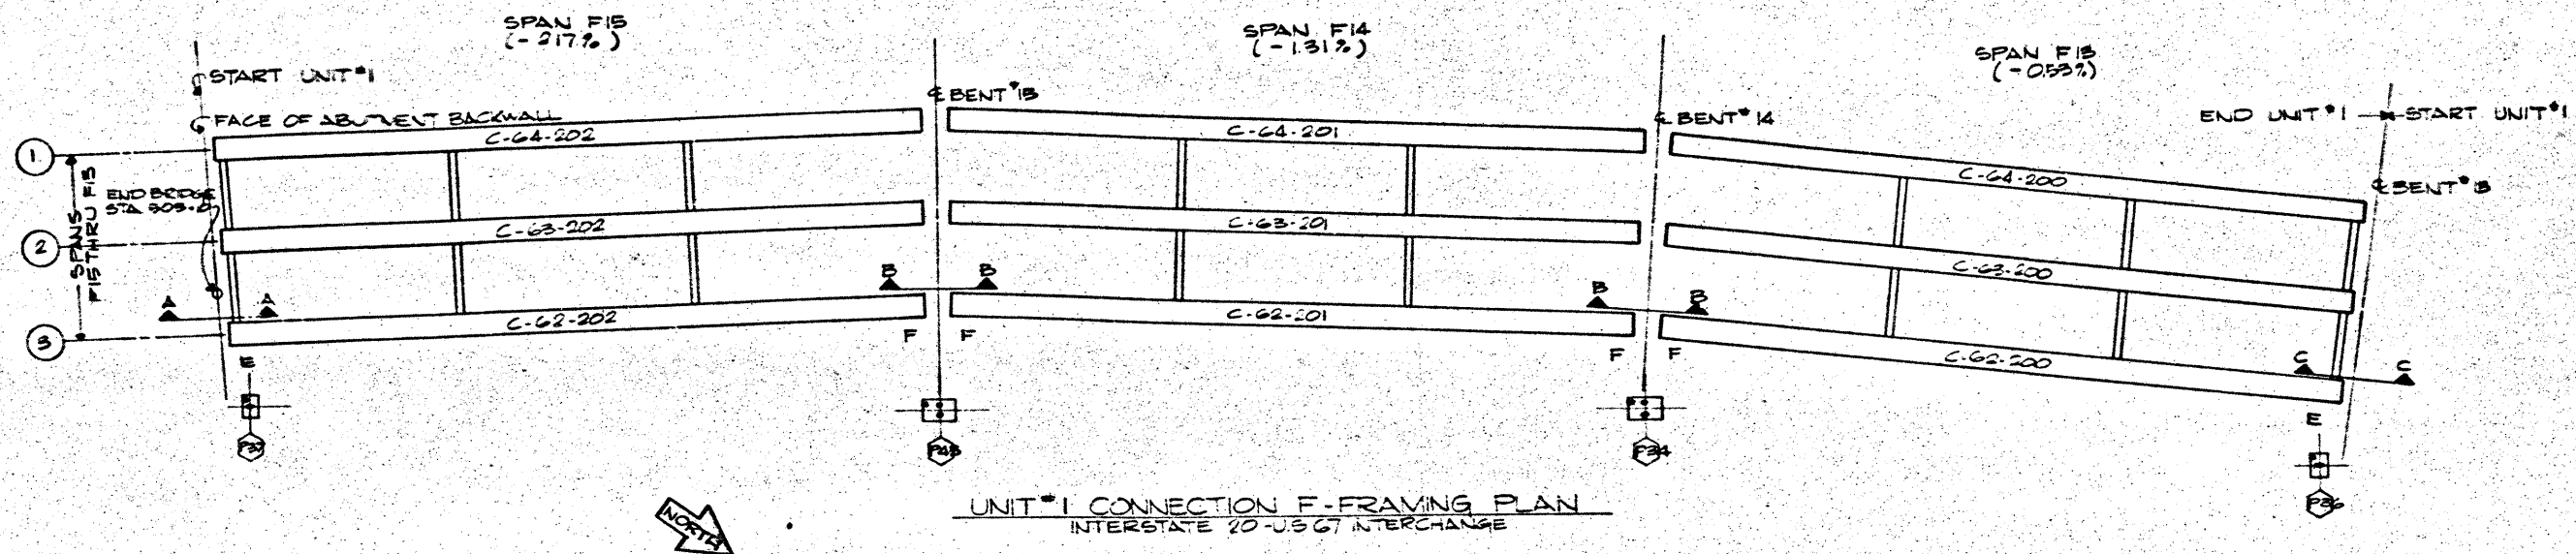 SPAN F15
(-2.17%)
SPAN F14
(-1.31%)
SPAN F13
(-0.53%)
START UNIT #1
FACE OF ABUTMENT BACKWALL
℄ BENT #15
℄ BENT #14
END UNIT #1
START UNIT #1
℄ BENT #13
1
2
3
SPANS
F15 THRU F13
END BRIDGE
C-64-202
C-64-201
C-64-200
C-63-202
C-63-201
C-63-200
C-62-202
C-62-201
C-62-200
A A
B B
B B
C C
E
F F
F F
E
P37
P34
P36
NORTH
UNIT #1 CONNECTION F-FRAMING PLAN
INTERSTATE 20-U.S 67 INTERCHANGE